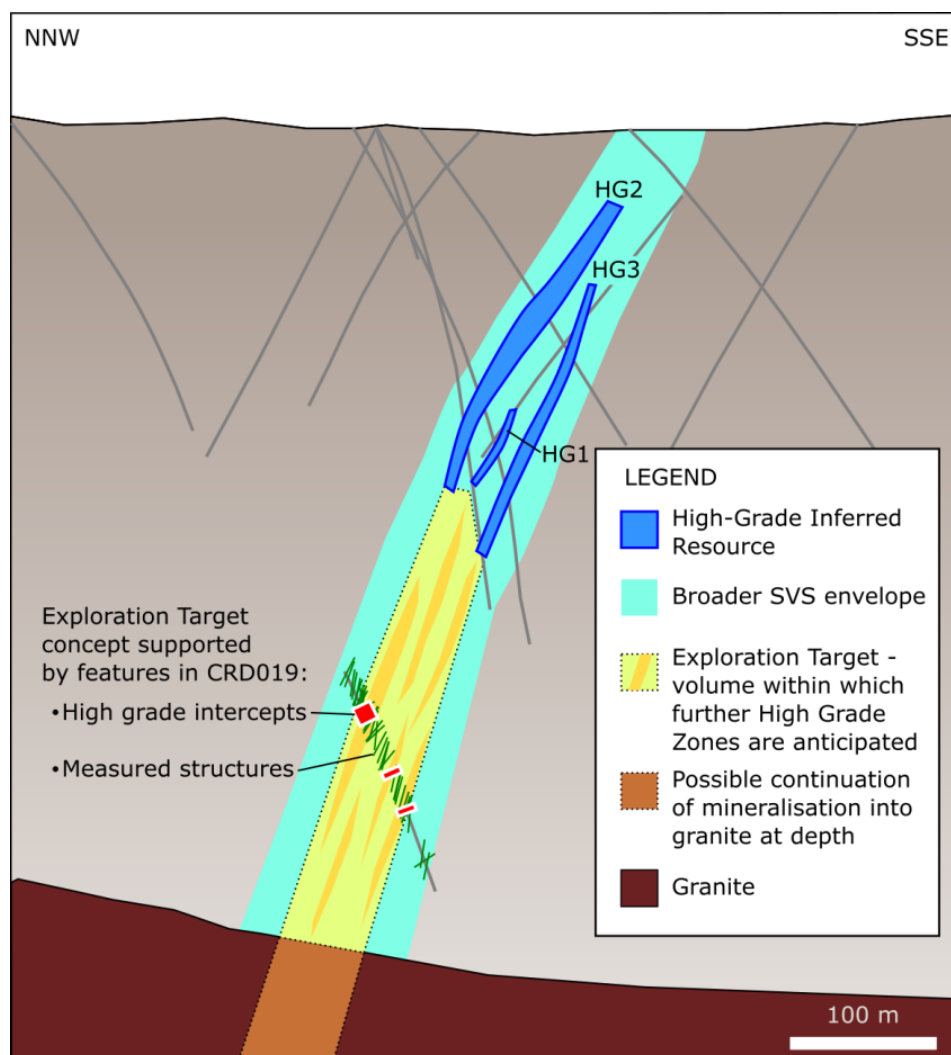 NNW
SSE
HG2
HG3
HG1
Exploration Target
concept supported
by features in CRD019:
•High grade intercepts
•Measured structures
LEGEND
High-Grade Inferred
Resource
Broader SVS envelope
Exploration Target -
volume within which
further High Grade
Zones are anticipated
Possible continuation
of mineralisation into
granite at depth
Granite
100 m